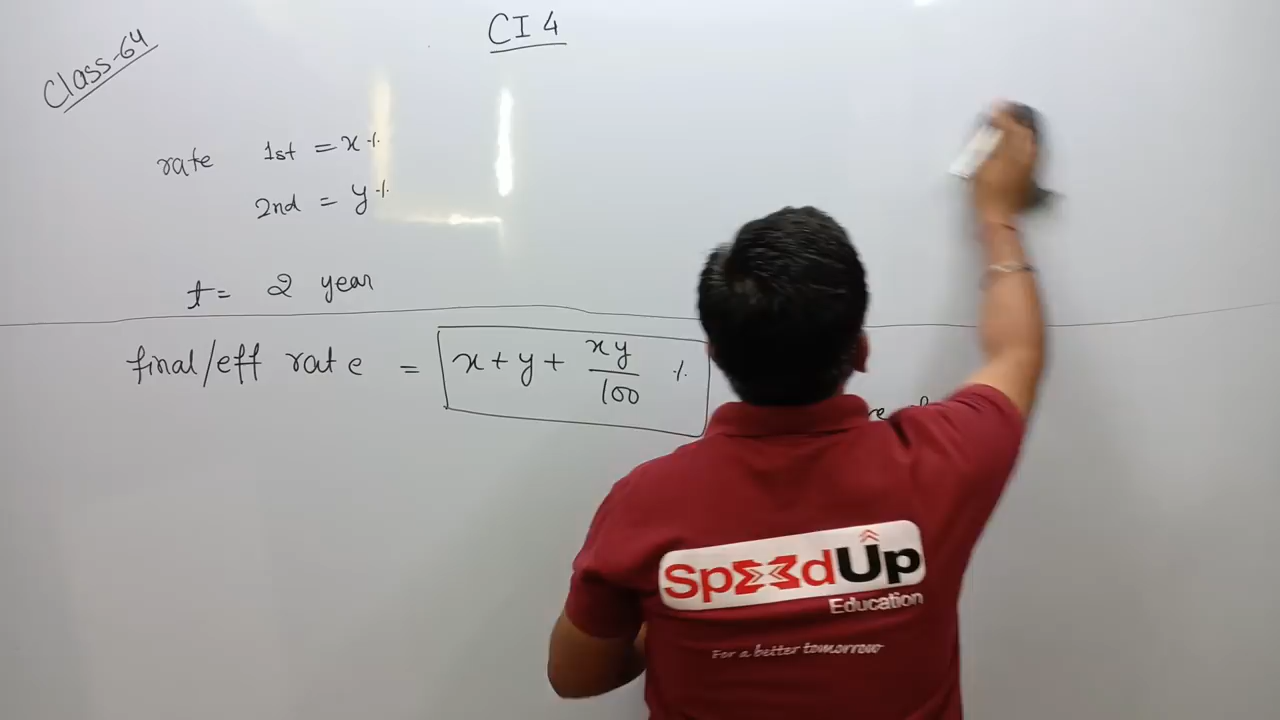 Class-64
CI 4
rate 1st = x%
2nd = y%
t = 2 year
final/eff rate = x + y + xy/100 %
SpeedUp
Education
For a better tomorrow